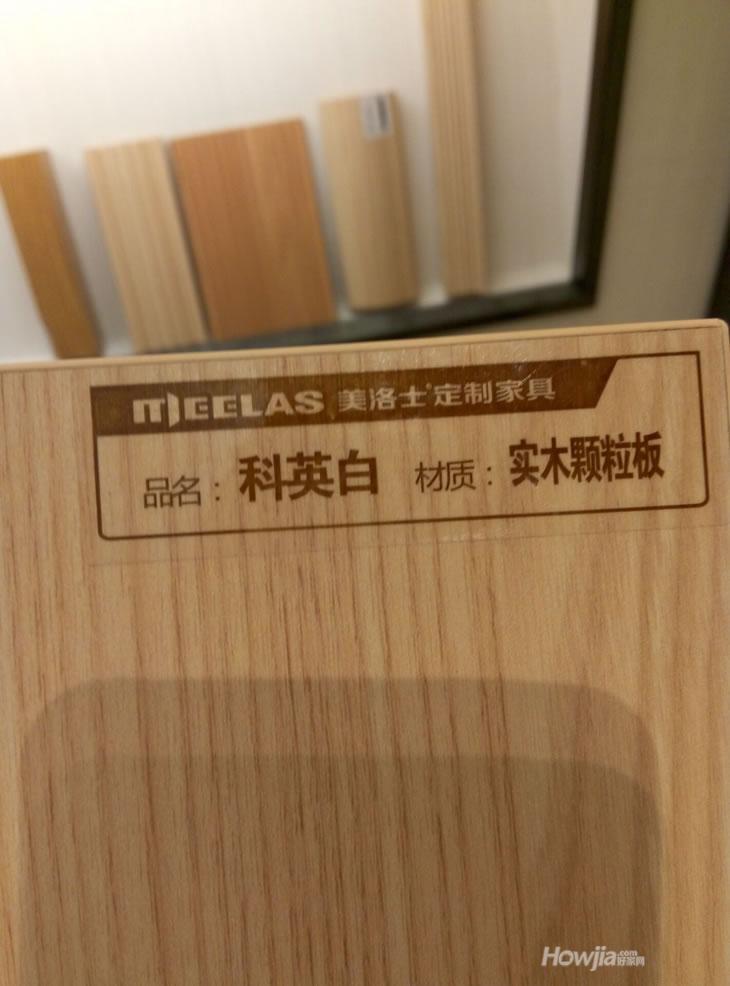 MEELAS 美洛士®定制家具
品名：科英白 材质：实木颗粒板
Howjia.com
好家网